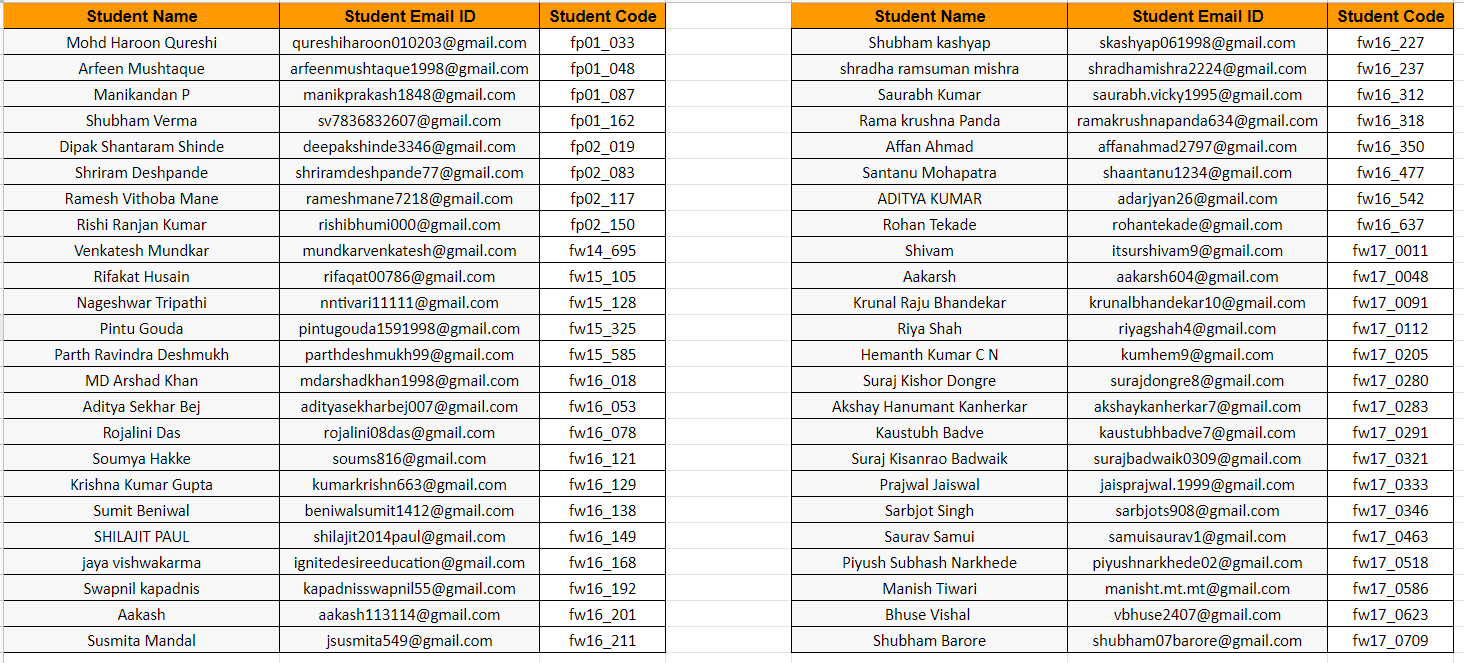 Student Name Student Email ID Student Code
Mohd Haroon Qureshi qureshiharoon010203@gmail.com fp01_033
Arfeen Mushtaque arfeenmushtaque1998@gmail.com fp01_048
Manikandan P manikprakash1848@gmail.com fp01_087
Shubham Verma sv7836832607@gmail.com fp01_162
Dipak Shantaram Shinde deepakshinde3346@gmail.com fp02_019
Shriram Deshpande shriramdeshpande77@gmail.com fp02_083
Ramesh Vithoba Mane rameshmane7218@gmail.com fp02_117
Rishi Ranjan Kumar rishibhumi000@gmail.com fp02_150
Venkatesh Mundkar mundkarvenkatesh@gmail.com fw14_695
Rifakat Husain rifaqat00786@gmail.com fw15_105
Nageshwar Tripathi nntivari11111@gmail.com fw15_128
Pintu Gouda pintugouda1591998@gmail.com fw15_325
Parth Ravindra Deshmukh parthdeshmukh99@gmail.com fw15_585
MD Arshad Khan mdarshadkhan1998@gmail.com fw16_018
Aditya Sekhar Bej adityasekharbej007@gmail.com fw16_053
Rojalini Das rojalini08das@gmail.com fw16_078
Soumya Hakke soums816@gmail.com fw16_121
Krishna Kumar Gupta kumarkrishn663@gmail.com fw16_129
Sumit Beniwal beniwalsumit1412@gmail.com fw16_138
SHILAJIT PAUL shilajit2014paul@gmail.com fw16_149
jaya vishwakarma ignitedesireeducation@gmail.com fw16_168
Swapnil kapadnis kapadnisswapnil55@gmail.com fw16_192
Aakash aakash113114@gmail.com fw16_201
Susmita Mandal jsusmita549@gmail.com fw16_211
Student Name Student Email ID Student Code
Shubham kashyap skashyap061998@gmail.com fw16_227
shradha ramsuman mishra shradhamishra2224@gmail.com fw16_237
Saurabh Kumar saurabh.vicky1995@gmail.com fw16_312
Rama krushna Panda ramakrushnapanda634@gmail.com fw16_318
Affan Ahmad affanahmad2797@gmail.com fw16_350
Santanu Mohapatra shaantanu1234@gmail.com fw16_477
ADITYA KUMAR adarjyan26@gmail.com fw16_542
Rohan Tekade rohantekade@gmail.com fw16_637
Shivam itsurshivam9@gmail.com fw17_0011
Aakarsh aakarsh604@gmail.com fw17_0048
Krunal Raju Bhandekar krunalbhandekar10@gmail.com fw17_0091
Riya Shah riyagshah4@gmail.com fw17_0112
Hemanth Kumar C N kumhem9@gmail.com fw17_0205
Suraj Kishor Dongre surajdongre8@gmail.com fw17_0280
Akshay Hanumant Kanherkar akshaykanherkar7@gmail.com fw17_0283
Kaustubh Badve kaustubhbadve7@gmail.com fw17_0291
Suraj Kisanrao Badwaik surajbadwaik0309@gmail.com fw17_0321
Prajwal Jaiswal jaisprajwal.1999@gmail.com fw17_0333
Sarbjot Singh sarbjots908@gmail.com fw17_0346
Saurav Samui samuisaurav1@gmail.com fw17_0463
Piyush Subhash Narkhede piyushnarkhede02@gmail.com fw17_0518
Manish Tiwari manisht.mt.mt@gmail.com fw17_0586
Bhuse Vishal vbhuse2407@gmail.com fw17_0623
Shubham Barore shubham07barore@gmail.com fw17_0709